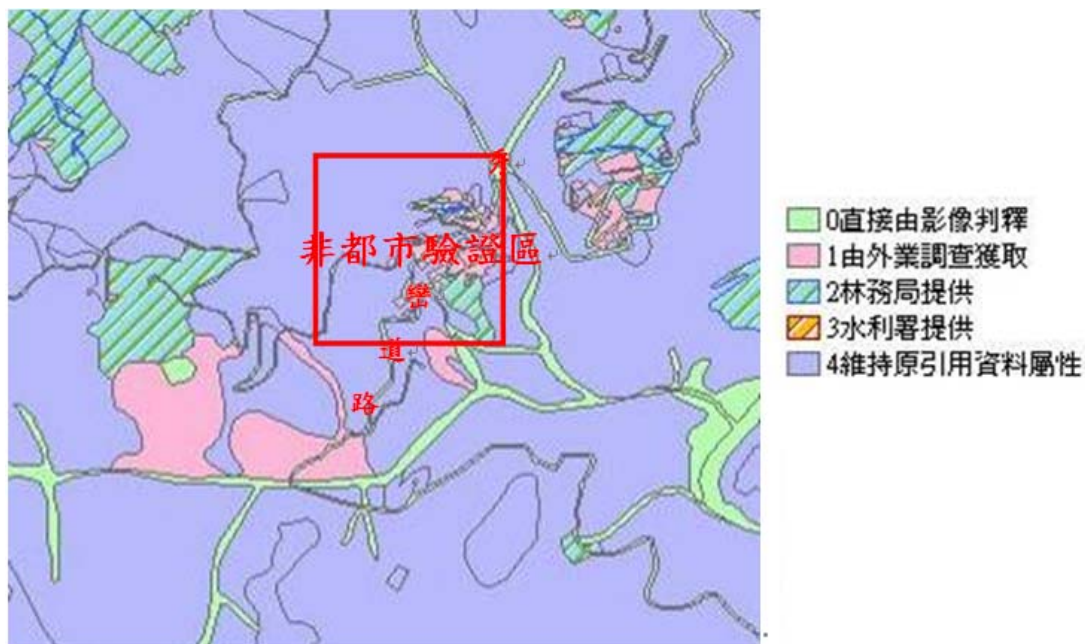 禾
非都市驗證區
巒
道
路
0直接由影像判釋
1由外業調查獲取
2林務局提供
3水利署提供
4維持原引用資料屬性